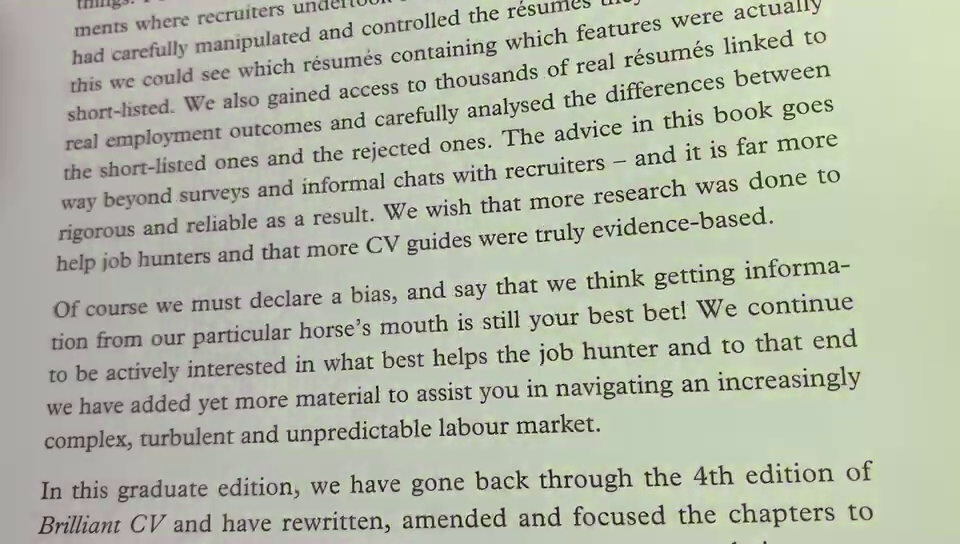 ments where recruiters undertook
had carefully manipulated and controlled the résumés
this we could see which résumés containing which features were actually
short-listed. We also gained access to thousands of real résumés linked to
real employment outcomes and carefully analysed the differences between
the short-listed ones and the rejected ones. The advice in this book goes
way beyond surveys and informal chats with recruiters – and it is far more
rigorous and reliable as a result. We wish that more research was done to
help job hunters and that more CV guides were truly evidence-based.
Of course we must declare a bias, and say that we think getting informa-
tion from our particular horse's mouth is still your best bet! We continue
to be actively interested in what best helps the job hunter and to that end
we have added yet more material to assist you in navigating an increasingly
complex, turbulent and unpredictable labour market.
In this graduate edition, we have gone back through the 4th edition of
Brilliant CV and have rewritten, amended and focused the chapters to